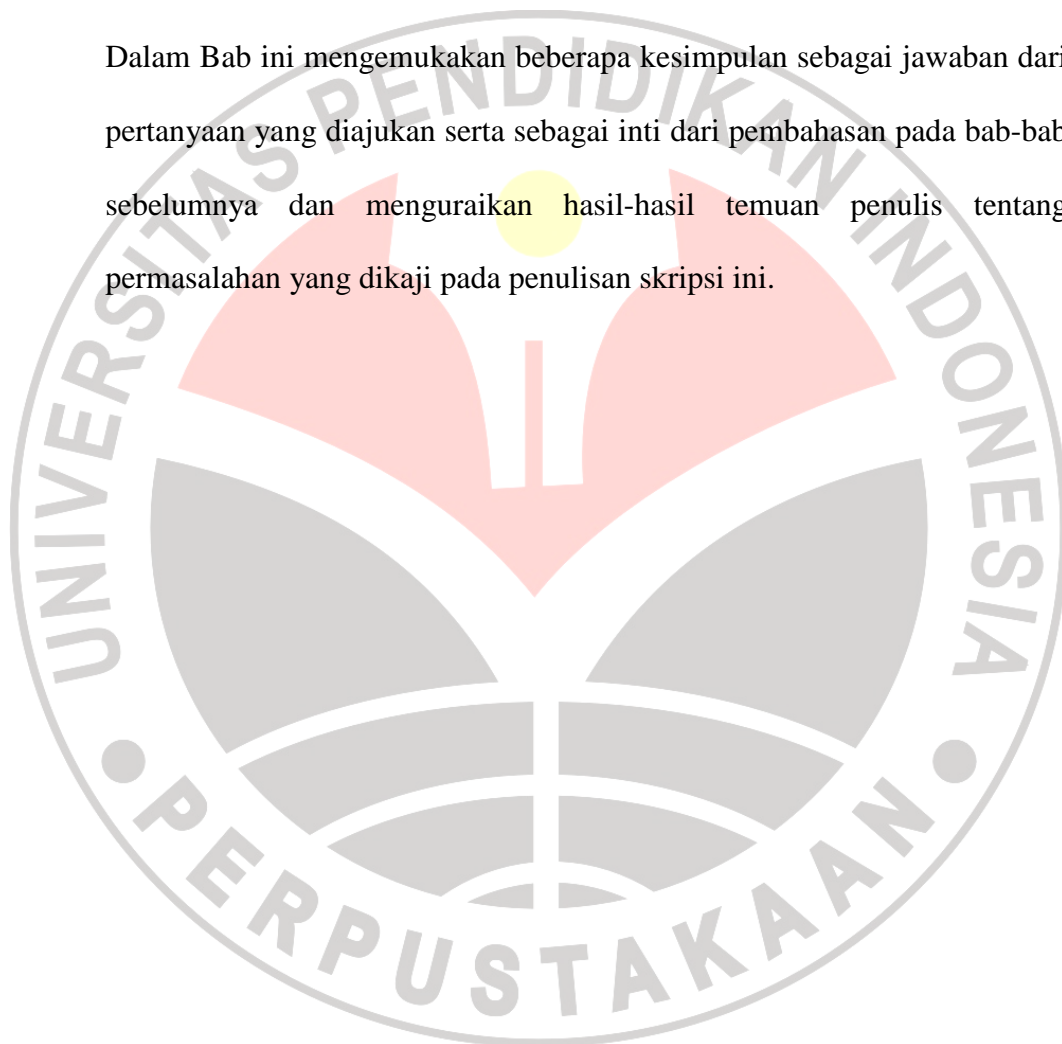 Dalam Bab ini mengemukakan beberapa kesimpulan sebagai jawaban dari
pertanyaan yang diajukan serta sebagai inti dari pembahasan pada bab-bab
sebelumnya dan menguraikan hasil-hasil temuan penulis tentang
permasalahan yang dikaji pada penulisan skripsi ini.
UNIVERSITAS PENDIDIKAN INDONESIA
PERPUSTAKAAN